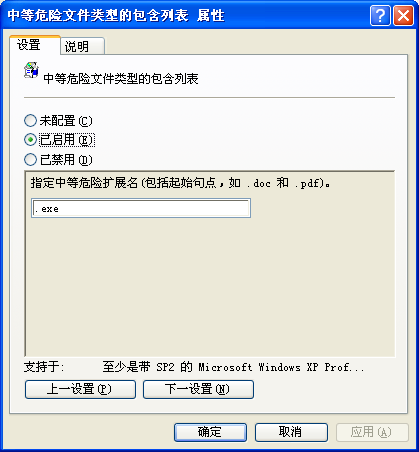 中等危险文件类型的包含列表 属性
设置
说明
中等危险文件类型的包含列表
未配置(C)
已启用(E)
已禁用(D)
指定中等危险扩展名(包括起始句点，如 .doc 和 .pdf)。
.exe
支持于: 至少是带 SP2 的 Microsoft Windows XP Prof...
上一设置(P)
下一设置(N)
确定
取消
应用(A)